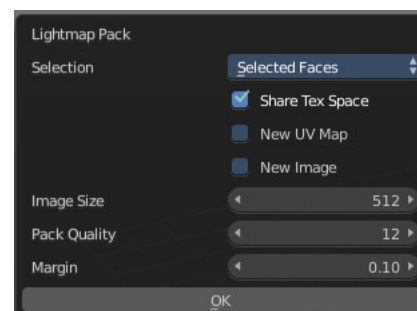 Lightmap Pack
Selection Selected Faces
Share Tex Space
New UV Map
New Image
Image Size 512
Pack Quality 12
Margin 0.10
OK